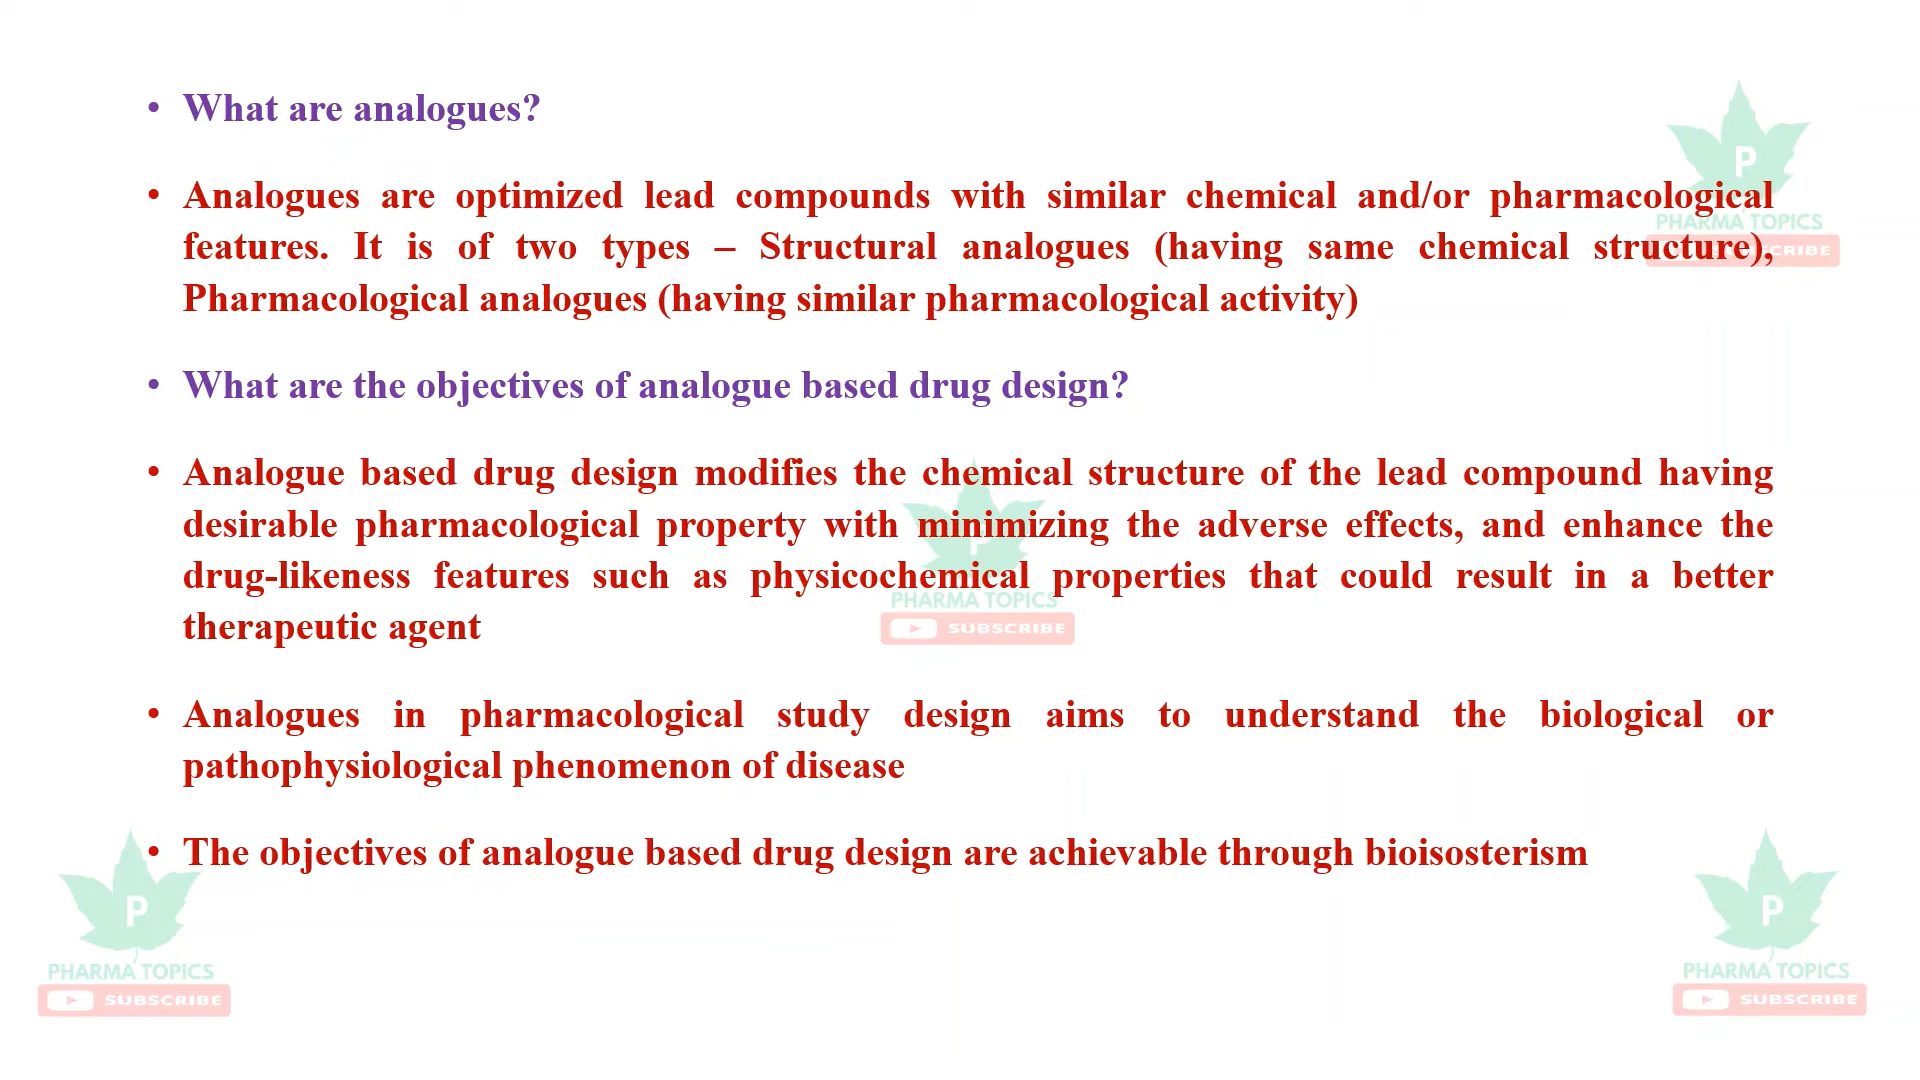 • What are analogues?
• Analogues are optimized lead compounds with similar chemical and/or pharmacological
features. It is of two types – Structural analogues (having same chemical structure),
Pharmacological analogues (having similar pharmacological activity)
• What are the objectives of analogue based drug design?
• Analogue based drug design modifies the chemical structure of the lead compound having
desirable pharmacological property with minimizing the adverse effects, and enhance the
drug-likeness features such as physicochemical properties that could result in a better
therapeutic agent
• Analogues in pharmacological study design aims to understand the biological or
pathophysiological phenomenon of disease
• The objectives of analogue based drug design are achievable through bioisosterism
P
PHARMA TOPICS
SUBSCRIBE
P
PHARMA TOPICS
SUBSCRIBE
P
PHARMA TOPICS
SUBSCRIBE
P
PHARMA TOPICS
SUBSCRIBE